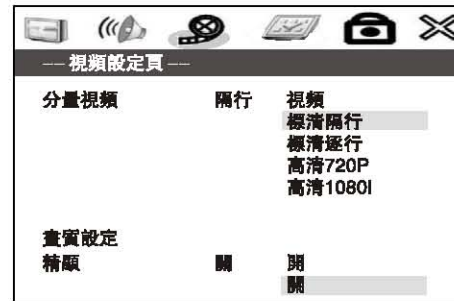 -- 視頻設定頁 --
分量視頻 隔行 視頻
標清隔行
標清逐行
高清720P
高清1080I
畫質設定
精顯 關 開
關